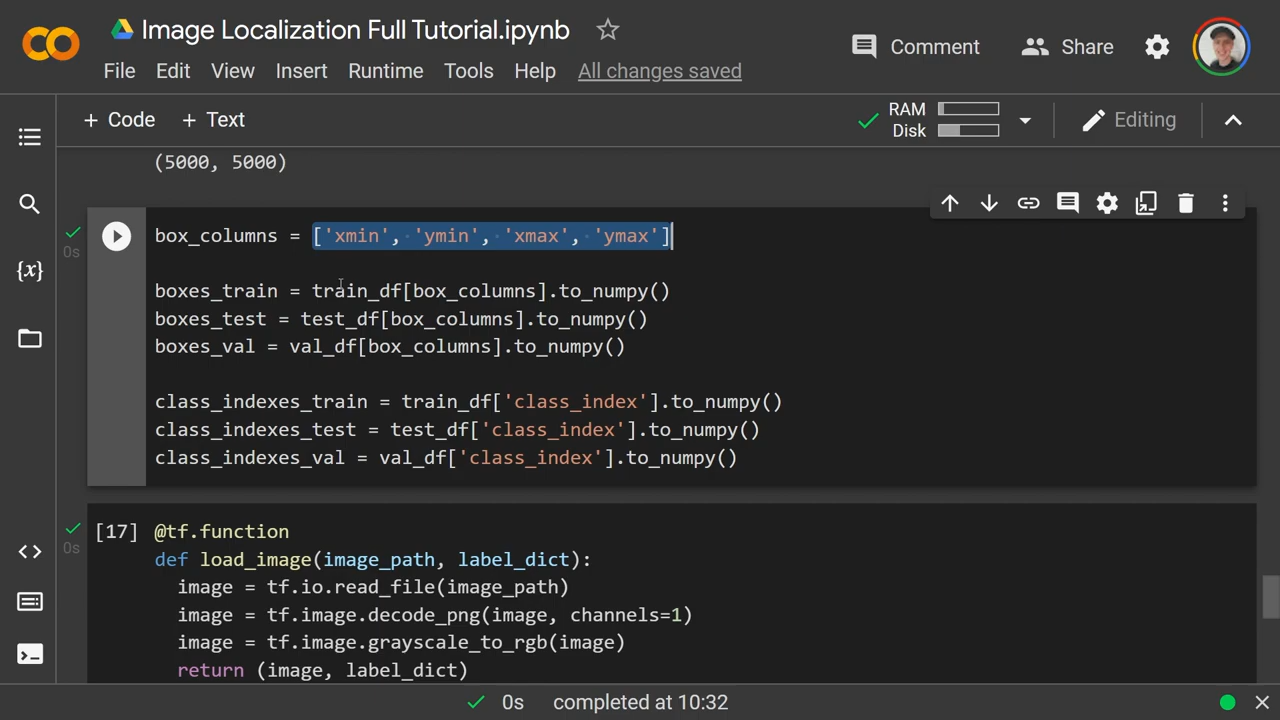 Image Localization Full Tutorial.ipynb
Comment
Share
File Edit View Insert Runtime Tools Help All changes saved
+ Code + Text
RAM
Disk
Editing
(5000, 5000)
box_columns = ['xmin', 'ymin', 'xmax', 'ymax']
0s
boxes_train = train_df[box_columns].to_numpy()
boxes_test = test_df[box_columns].to_numpy()
boxes_val = val_df[box_columns].to_numpy()
class_indexes_train = train_df['class_index'].to_numpy()
class_indexes_test = test_df['class_index'].to_numpy()
class_indexes_val = val_df['class_index'].to_numpy()
[17] @tf.function
0s
def load_image(image_path, label_dict):
image = tf.io.read_file(image_path)
image = tf.image.decode_png(image, channels=1)
image = tf.image.grayscale_to_rgb(image)
return (image, label_dict)
0s completed at 10:32